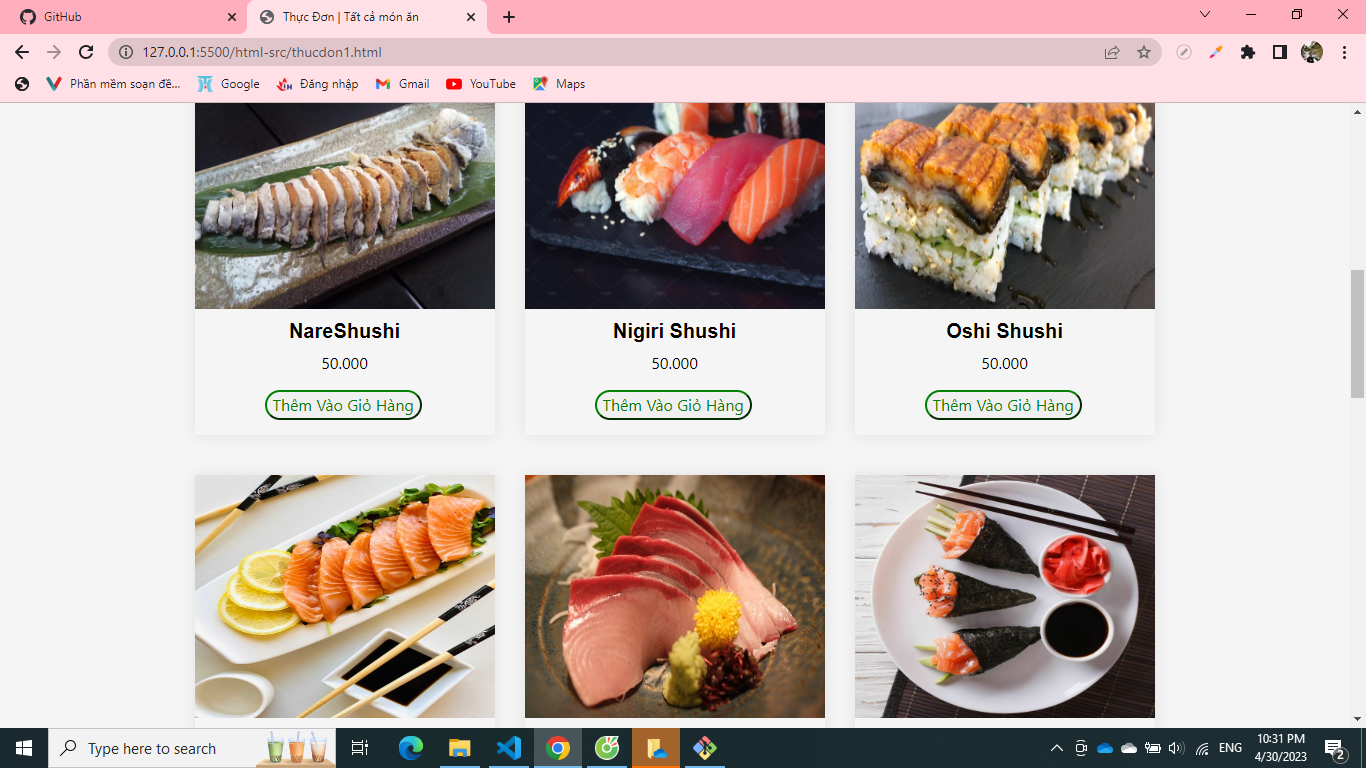 GitHub
Thực Đơn | Tất cả món ăn
127.0.0.1:5500/html-src/thucdon1.html
Phần mềm soạn đề...
Google
Đăng nhập
Gmail
YouTube
Maps
NareShushi
Nigiri Shushi
Oshi Shushi
50.000
50.000
50.000
Thêm Vào Giỏ Hàng
Thêm Vào Giỏ Hàng
Thêm Vào Giỏ Hàng
Type here to search
ENG
10:31 PM
4/30/2023
2